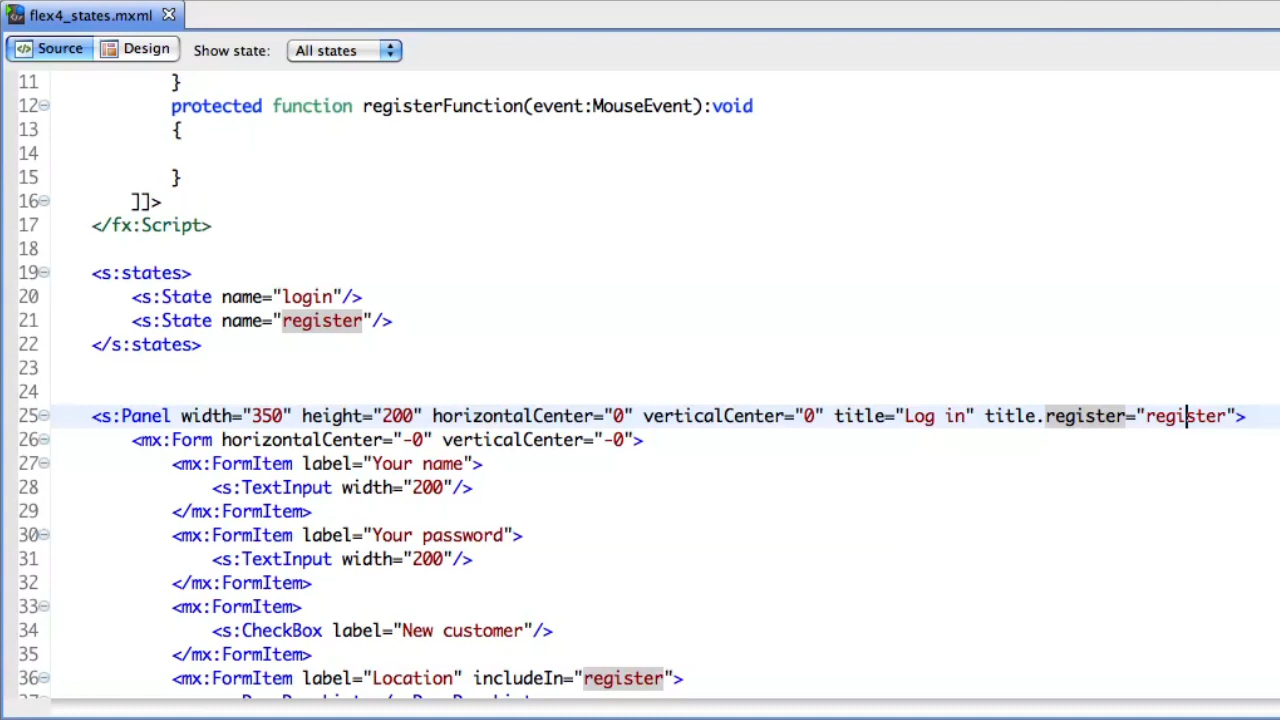 flex4_states.mxml
Source Design Show state: All states
11 }
12 protected function registerFunction(event:MouseEvent):void
13 {
14
15 }
16 ]]>
17 </fx:Script>
18
19 <s:states>
20 <s:State name="login"/>
21 <s:State name="register"/>
22 </s:states>
23
24
25 <s:Panel width="350" height="200" horizontalCenter="0" verticalCenter="0" title="Log in" title.register="register">
26 <mx:Form horizontalCenter="-0" verticalCenter="-0">
27 <mx:FormItem label="Your name">
28 <s:TextInput width="200"/>
29 </mx:FormItem>
30 <mx:FormItem label="Your password">
31 <s:TextInput width="200"/>
32 </mx:FormItem>
33 <mx:FormItem>
34 <s:CheckBox label="New customer"/>
35 </mx:FormItem>
36 <mx:FormItem label="Location" includeIn="register">